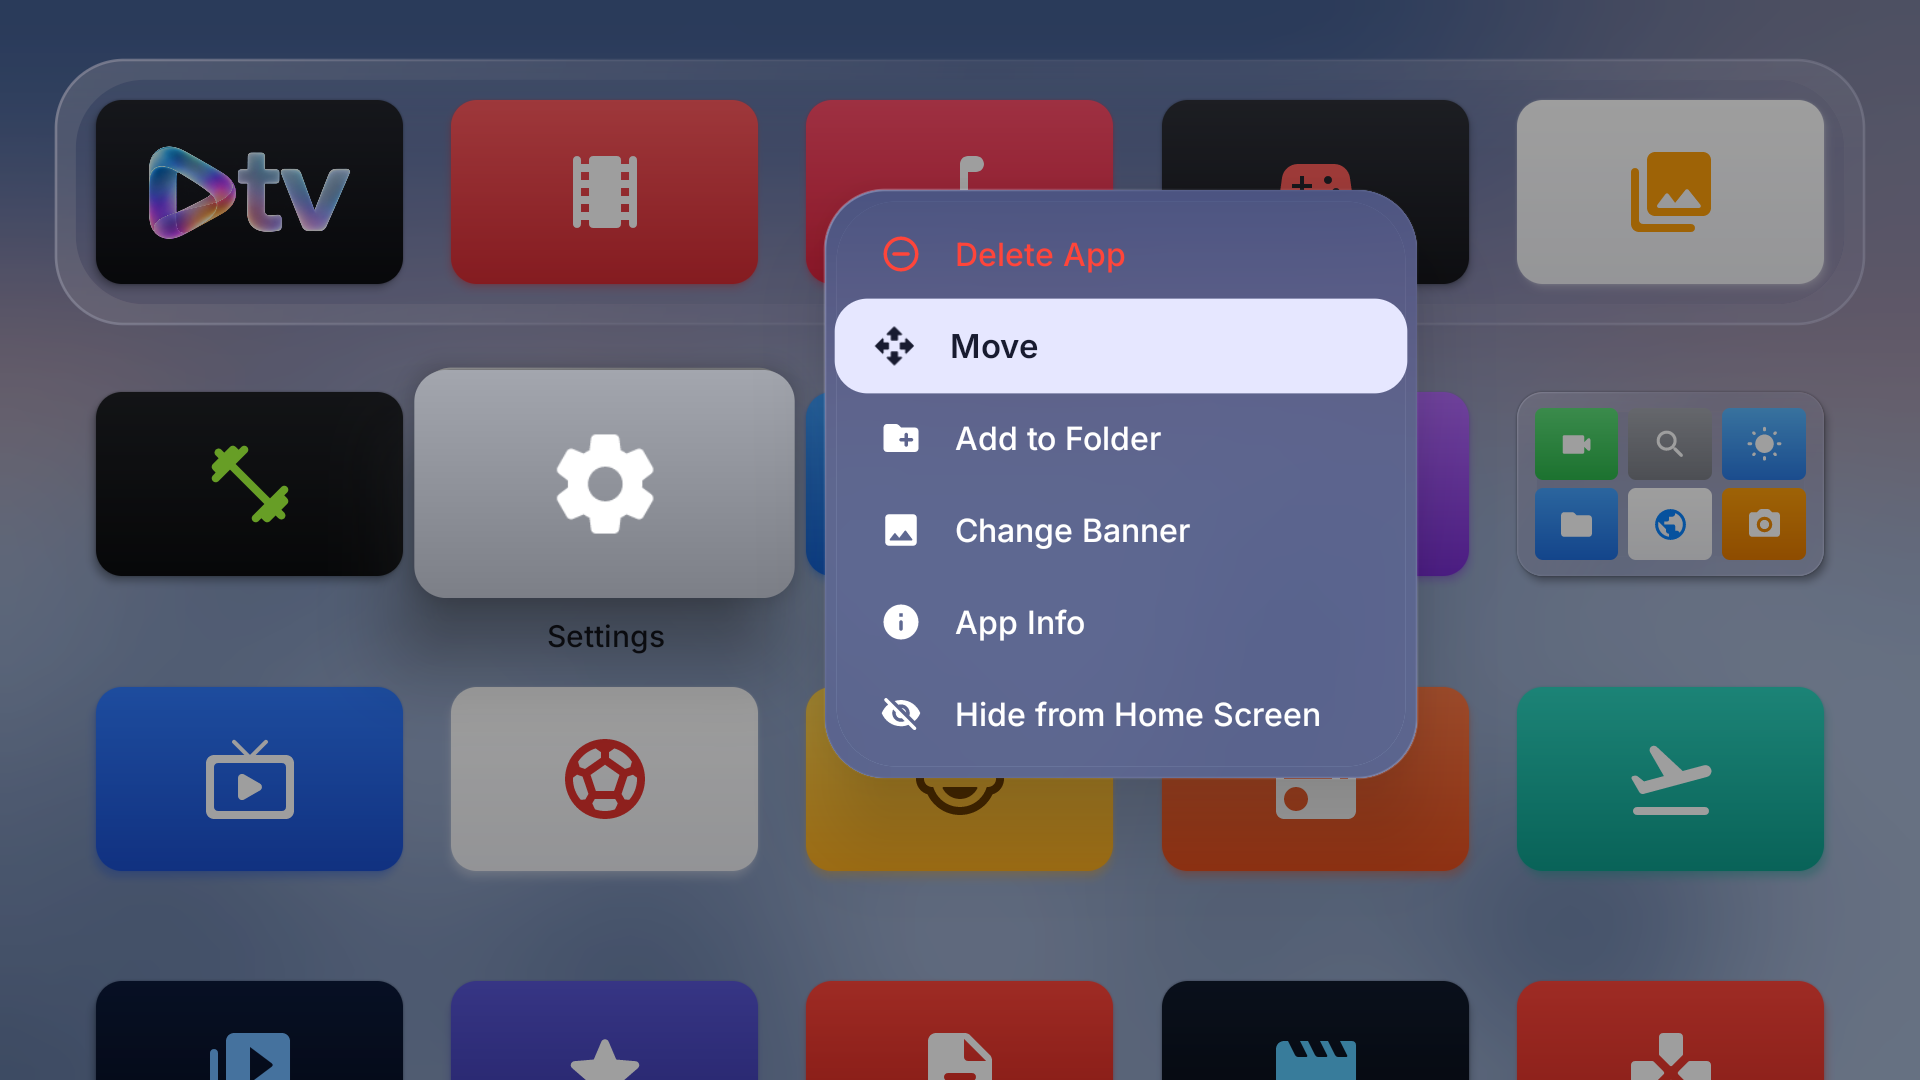 tv
Delete App
Move
Add to Folder
Change Banner
App Info
Hide from Home Screen
Settings